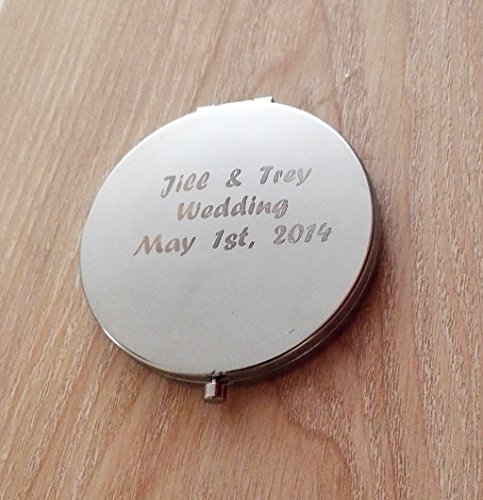 Jill & Trey
Wedding
May 1st, 2014